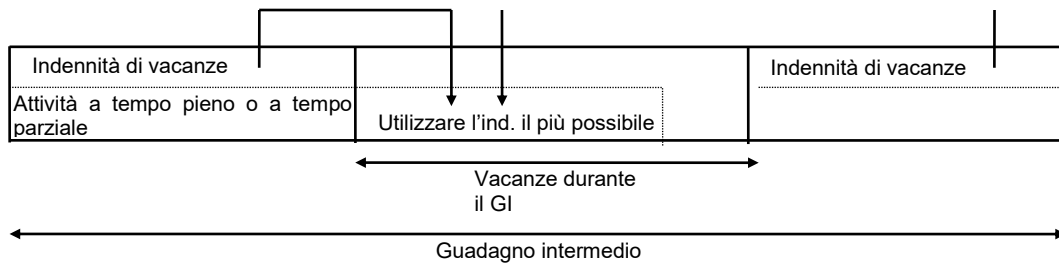 Indennità di vacanze
Indennità di vacanze
Attività a tempo pieno o a tempo
parziale
Utilizzare l'ind. il più possibile
Vacanze durante
il GI
Guadagno intermedio